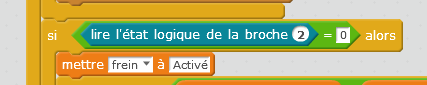 si lire l'état logique de la broche 2 = 0 alors
mettre frein à Activé